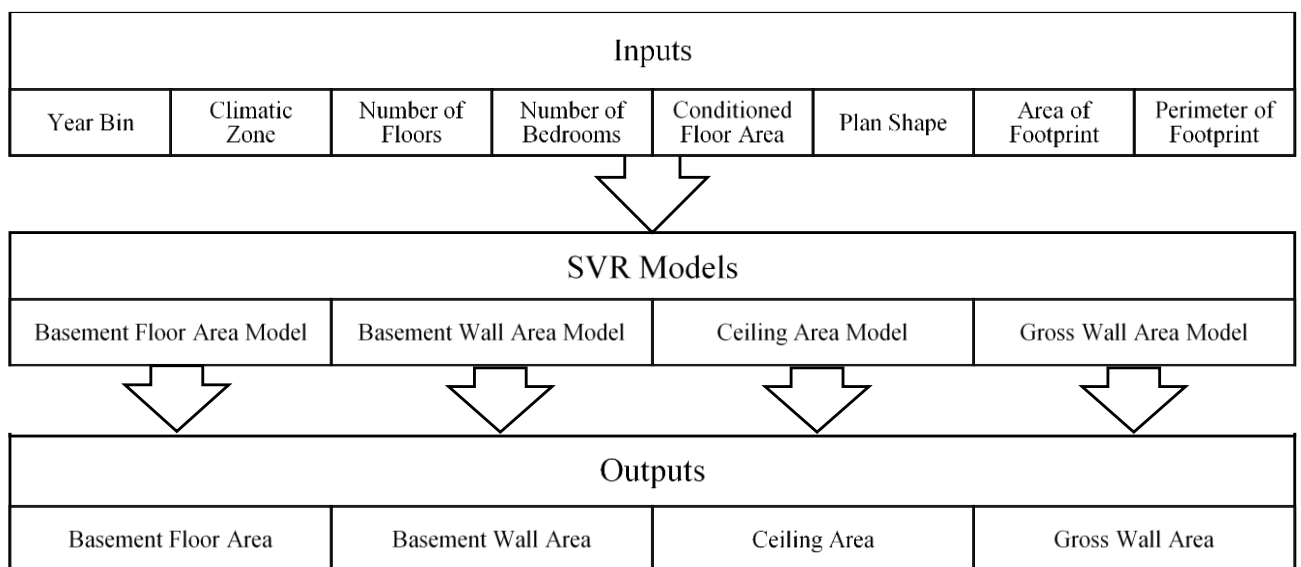 Inputs
Year Bin
Climatic
Zone
Number of
Floors
Number of
Bedrooms
Conditioned
Floor Area
Plan Shape
Area of
Footprint
Perimeter of
Footprint
SVR Models
Basement Floor Area Model
Basement Wall Area Model
Ceiling Area Model
Gross Wall Area Model
Outputs
Basement Floor Area
Basement Wall Area
Ceiling Area
Gross Wall Area